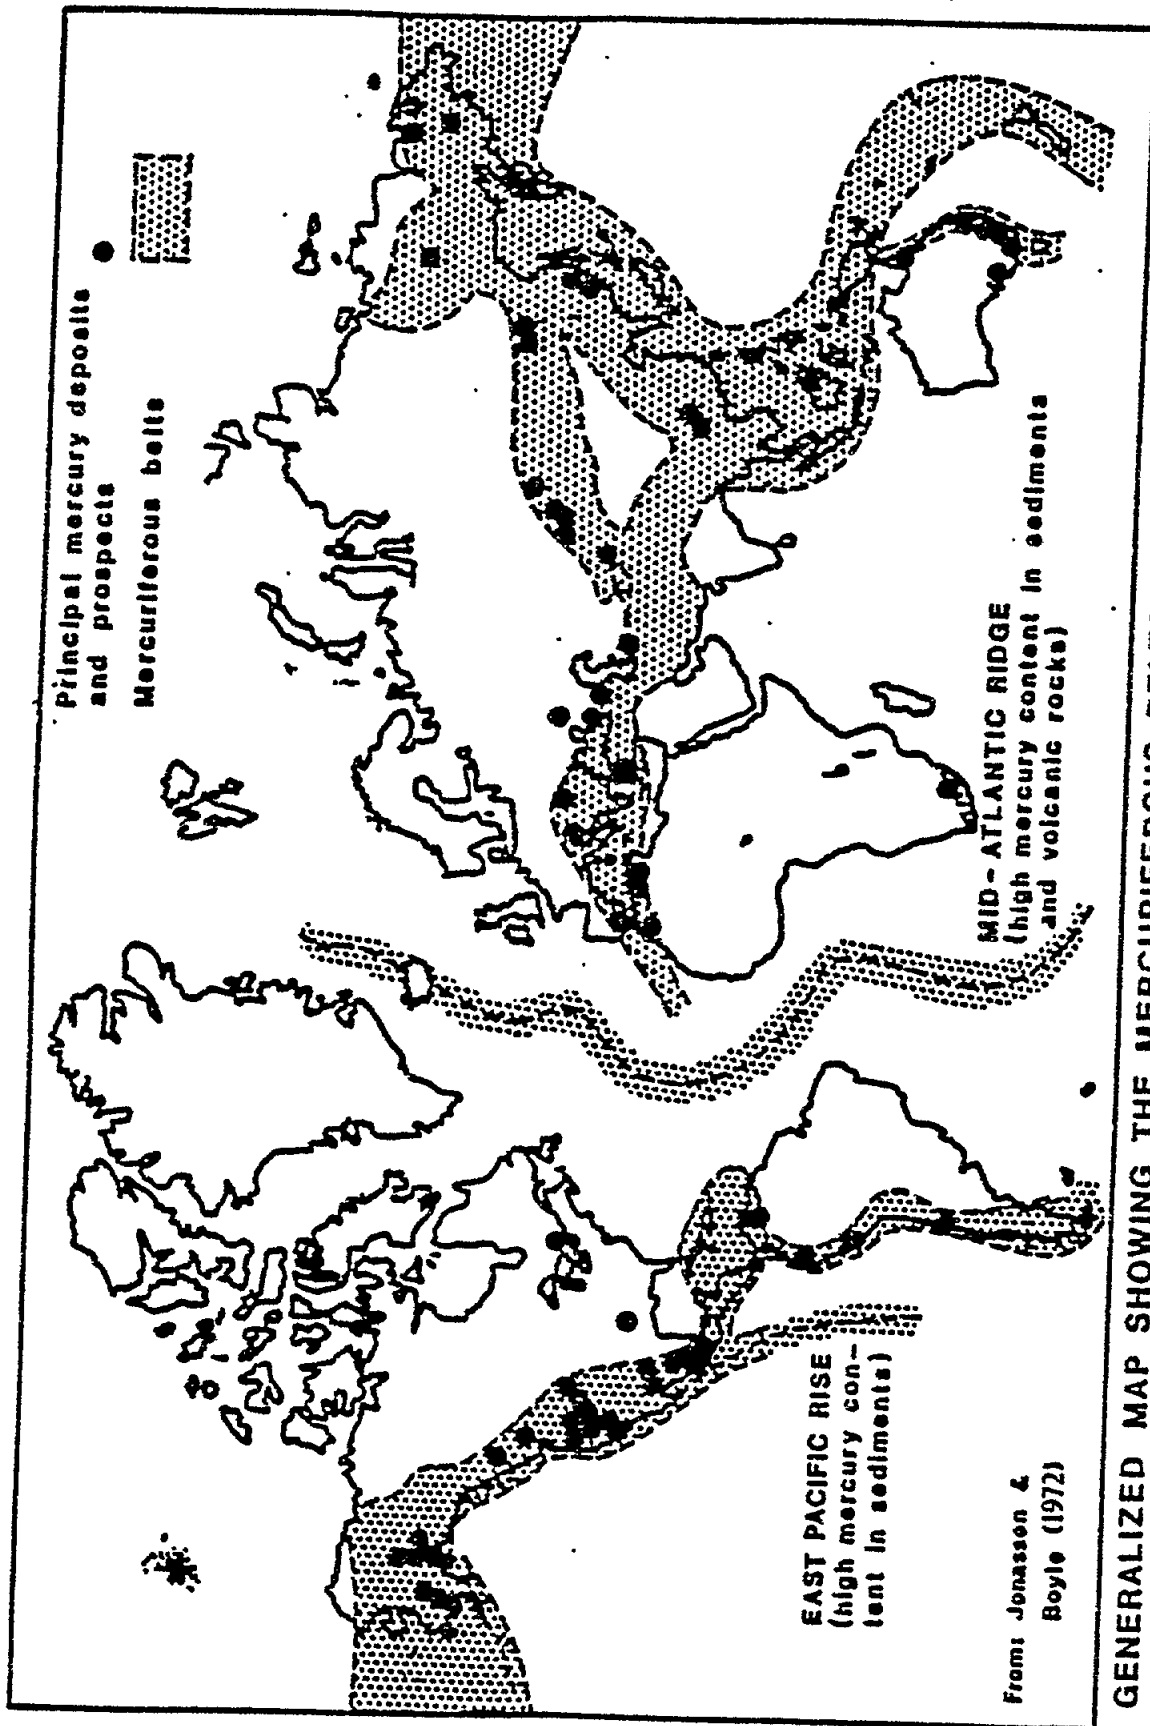 Principal mercury deposits
and prospects
Mercuriferous belts
MID-ATLANTIC RIDGE
(high mercury content in sediments
and volcanic rocks)
EAST PACIFIC RISE
(high mercury con-
tent in sediments)
From: Jonasson &
Boyle (1972)
GENERALIZED MAP SHOWING THE MERCURIFEROUS